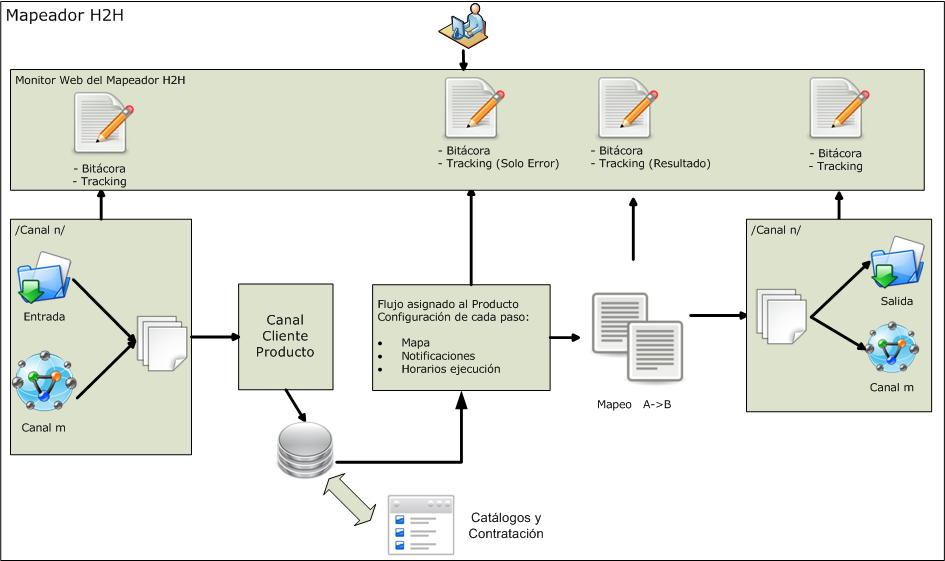 Mapeador H2H
Monitor Web del Mapeador H2H
- Bitácora
- Tracking
- Bitácora
- Tracking (Solo Error)
- Bitácora
- Tracking (Resultado)
- Bitácora
- Tracking
/Canal n/
Entrada
Canal m
Canal
Cliente
Producto
Flujo asignado al Producto
Configuración de cada paso:
• Mapa
• Notificaciones
• Horarios ejecución
Mapeo A->B
/Canal n/
Salida
Canal m
Catálogos y
Contratación